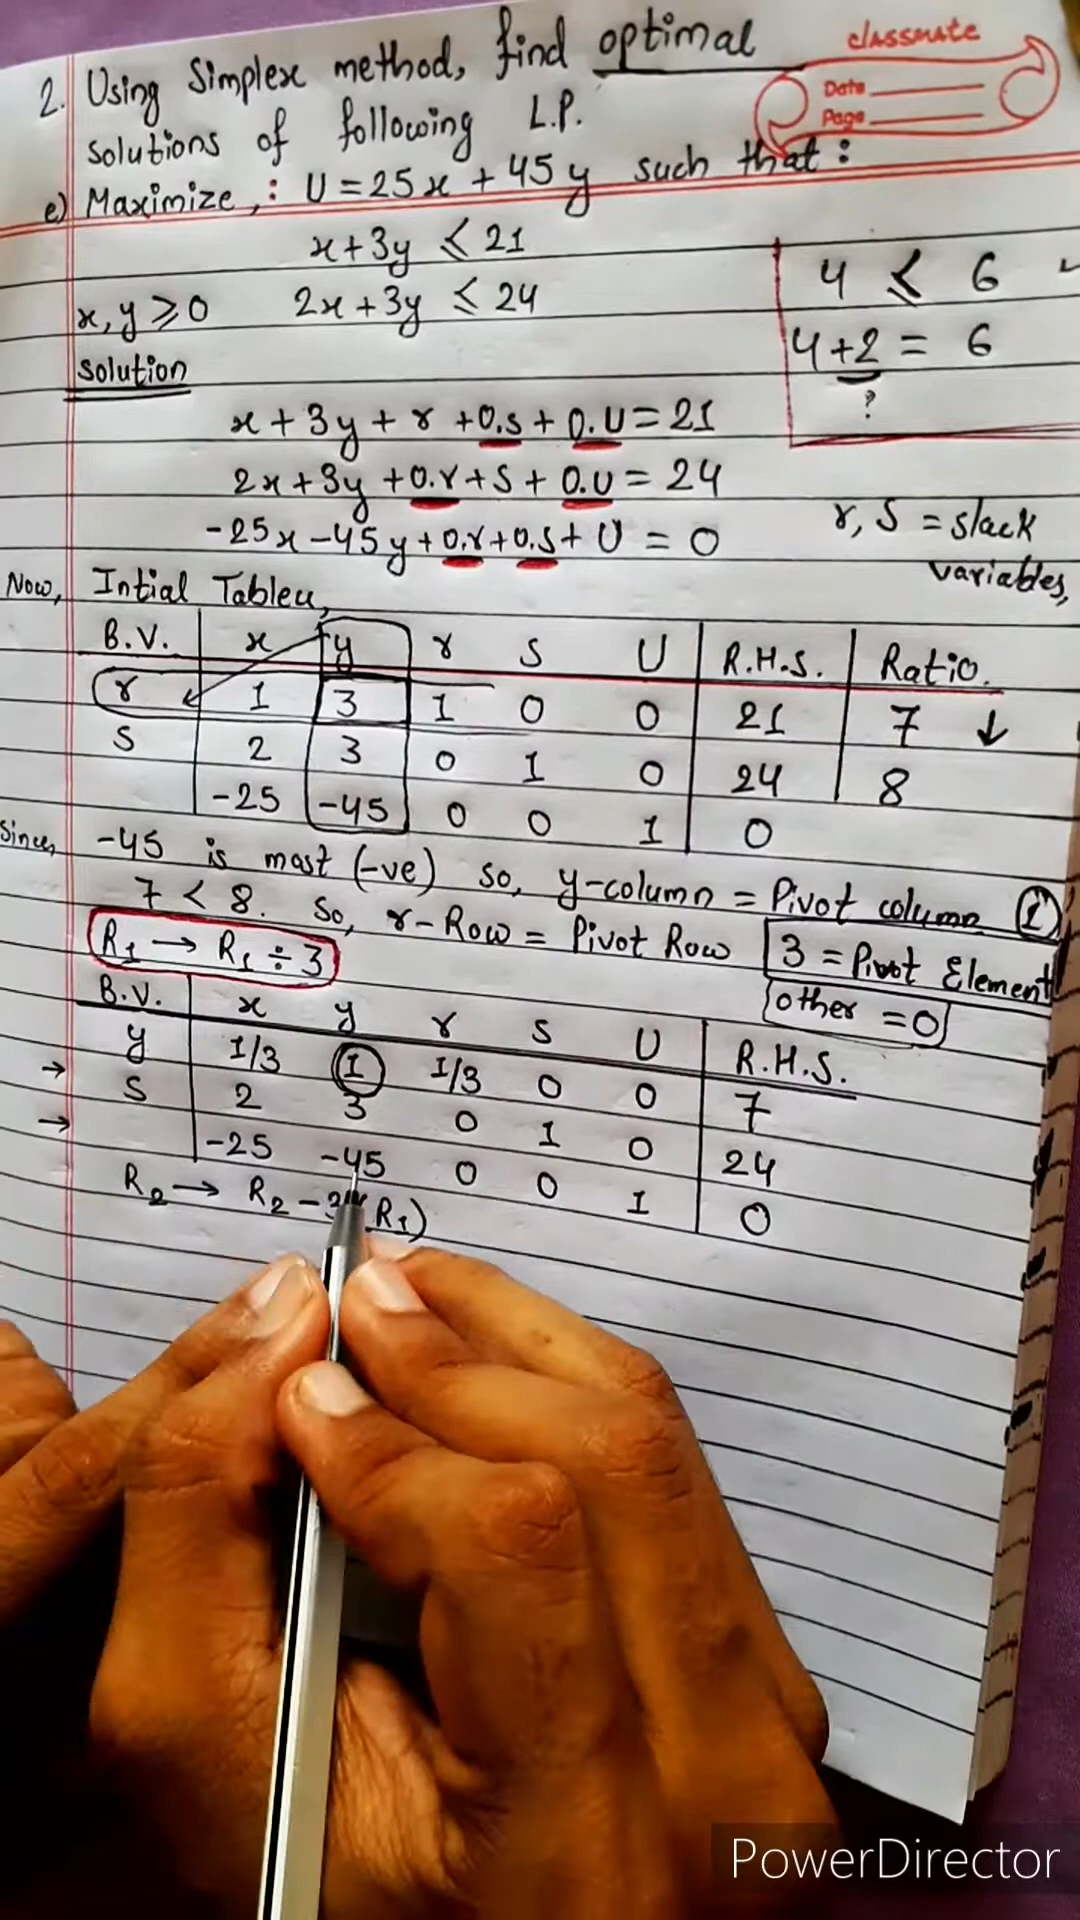 classmate
Date
Page
2. Using Simplex method, find optimal
solutions of following L.P.
e) Maximize,: U = 25x + 45y such that :
x + 3y ≤ 21
x, y ≥ 0 2x + 3y ≤ 24
4 ≤ 6
4 + 2 = 6
?
solution
x + 3y + r + 0.s + 0.U = 21
2x + 3y + 0.r + S + 0.U = 24
-25x - 45y + 0.r + 0.s + U = 0
r, S = slack
variables,
Now, Intial Tableu,
B.V. x y r S U R.H.S. Ratio.
r 1 3 1 0 0 21 7 ↓
S 2 3 0 1 0 24 8
-25 -45 0 0 1 0
Since, -45 is most (-ve) so, y-column = Pivot column 1
7 < 8. So, r-Row = Pivot Row 3 = Pivot Element
R1 → R1 ÷ 3 other = 0
B.V. x y r S U R.H.S.
y 1/3 1 1/3 0 0 7
→ S 2 3 0 1 0 24
→ -25 -45 0 0 1 0
R2 → R2 - 3(R1)
PowerDirector